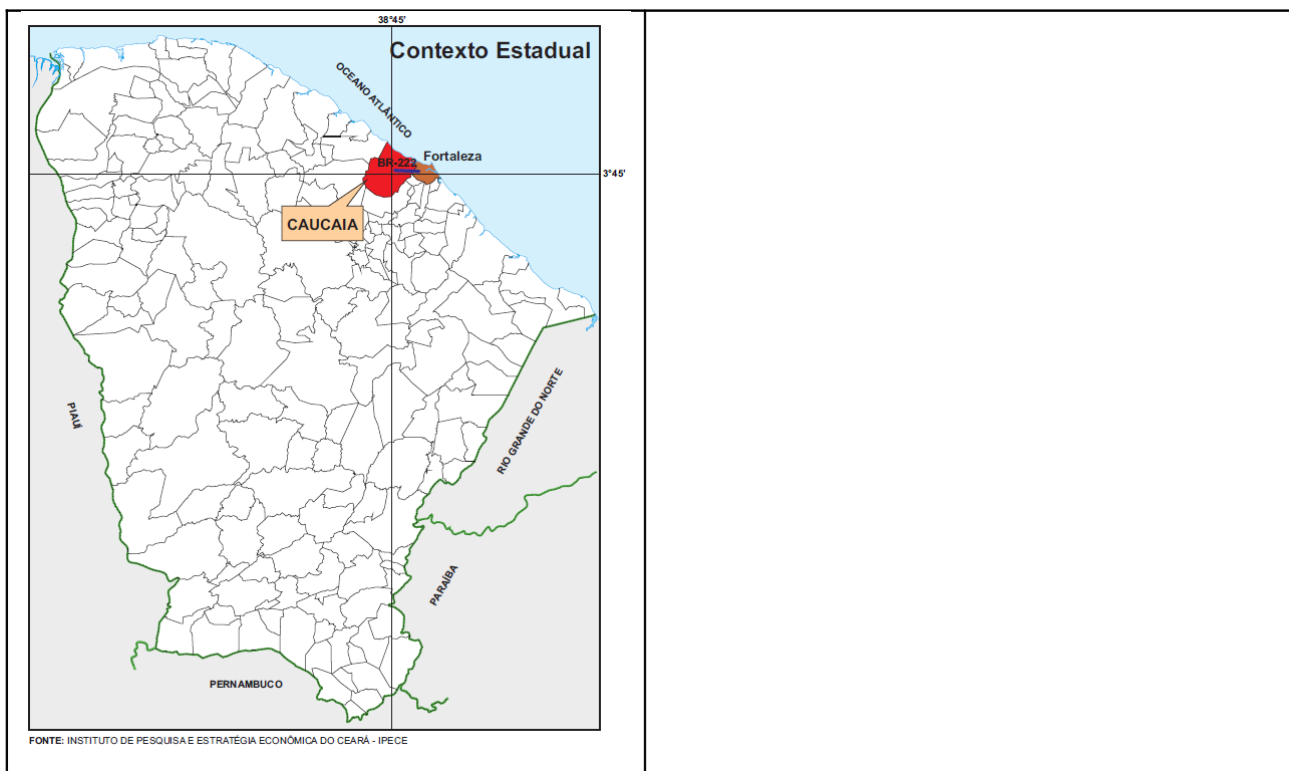 38°45'
Contexto Estadual
OCEANO ATLÂNTICO
BR-222
Fortaleza
3°45'
CAUCAIA
PIAUÍ
RIO GRANDE DO NORTE
PARAÍBA
PERNAMBUCO
FONTE: INSTITUTO DE PESQUISA E ESTRATÉGIA ECONÔMICA DO CEARÁ - IPECE